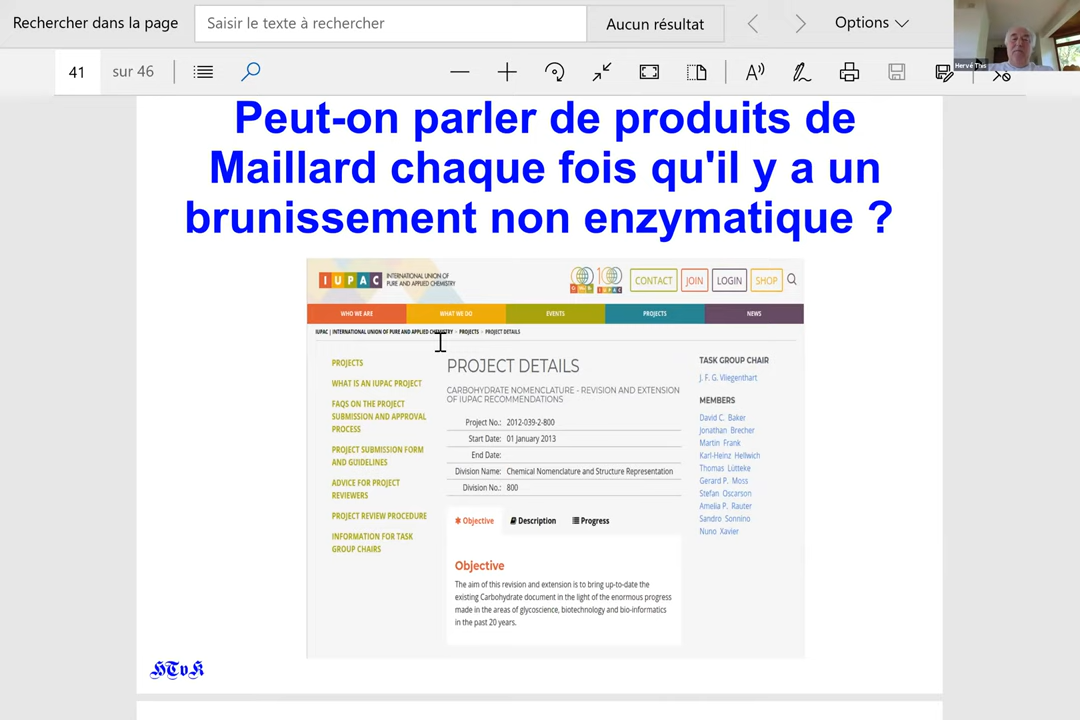 Rechercher dans la page
Saisir le texte à rechercher
Aucun résultat
Options
Hervé This
41
sur 46
Peut-on parler de produits de
Maillard chaque fois qu'il y a un
brunissement non enzymatique ?
IUPAC
INTERNATIONAL UNION OF
PURE AND APPLIED CHEMISTRY
100
IUPAC
CONTACT
JOIN
LOGIN
SHOP
WHO WE ARE
WHAT WE DO
EVENTS
PROJECTS
NEWS
IUPAC | INTERNATIONAL UNION OF PURE AND APPLIED CHEMISTRY > PROJECTS > PROJECT DETAILS
PROJECTS
WHAT IS AN IUPAC PROJECT
FAQS ON THE PROJECT
SUBMISSION AND APPROVAL
PROCESS
PROJECT SUBMISSION FORM
AND GUIDELINES
ADVICE FOR PROJECT
REVIEWERS
PROJECT REVIEW PROCEDURE
INFORMATION FOR TASK
GROUP CHAIRS
PROJECT DETAILS
CARBOHYDRATE NOMENCLATURE - REVISION AND EXTENSION
OF IUPAC RECOMMENDATIONS
Project No.: 2012-039-2-800
Start Date: 01 January 2013
End Date:
Division Name: Chemical Nomenclature and Structure Representation
Division No.: 800
Objective
Description
Progress
Objective
The aim of this revision and extension is to bring up-to-date the
existing Carbohydrate document in the light of the enormous progress
made in the areas of glycoscience, biotechnology and bio-informatics
in the past 20 years.
TASK GROUP CHAIR
J. F. G. Vliegenthart
MEMBERS
David C. Baker
Jonathan Brecher
Martin Frank
Karl-Heinz Hellwich
Thomas Lütteke
Gerard P. Moss
Stefan Oscarson
Amelia P. Rauter
Sandro Sonnino
Nuno Xavier
HTvK